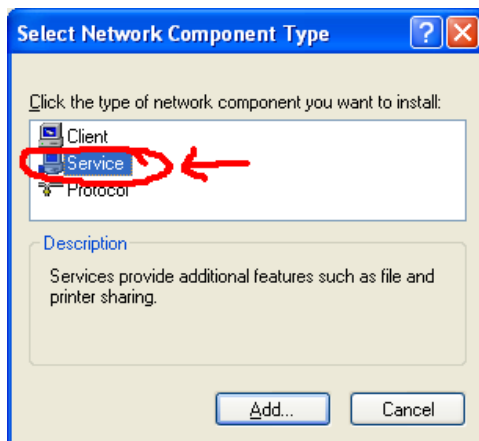 Select Network Component Type
Click the type of network component you want to install:
Client
Service
Protocol
Description
Services provide additional features such as file and
printer sharing.
Add...
Cancel